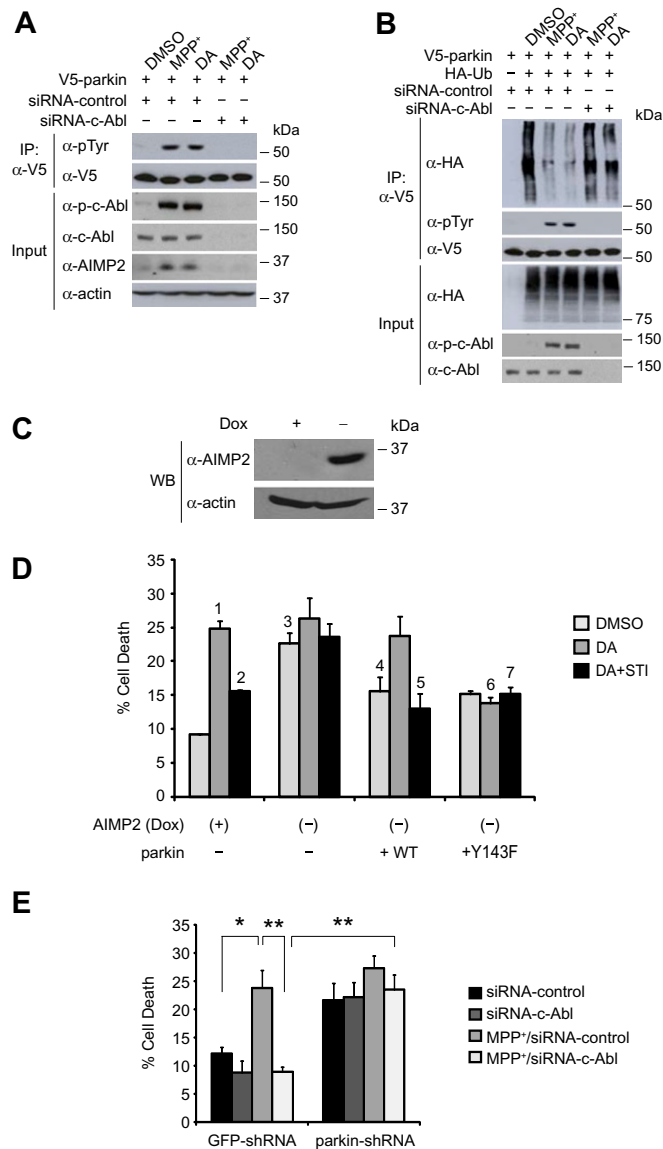 A
DMSO MPP+ DA MPP+ DA
V5-parkin + + + + +
siRNA-control + + + − −
siRNA-c-Abl − − − + +
kDa
IP: α-V5
α-pTyr – 50
α-V5 – 50
Input
α-p-c-Abl – 150
α-c-Abl – 150
α-AIMP2 – 37
α-actin – 37
B
DMSO MPP+ DA MPP+ DA
V5-parkin + + + + + +
HA-Ub − + + + + +
siRNA-control + + + + − −
siRNA-c-Abl − − − − + +
kDa
IP: α-V5
α-HA – 50
α-pTyr – 50
α-V5 – 50
Input
α-HA – 75
α-p-c-Abl – 150
α-c-Abl – 150
C
Dox + − kDa
WB
α-AIMP2 – 37
α-actin – 37
D
% Cell Death
35
30
25
20
15
10
5
0
1 2 3 4 5 6 7
DMSO
DA
DA+STI
AIMP2 (Dox) (+) (−) (−) (−)
parkin − − + WT +Y143F
E
% Cell Death
35
30
25
20
15
10
5
0
* ** **
siRNA-control
siRNA-c-Abl
MPP+/siRNA-control
MPP+/siRNA-c-Abl
GFP-shRNA parkin-shRNA